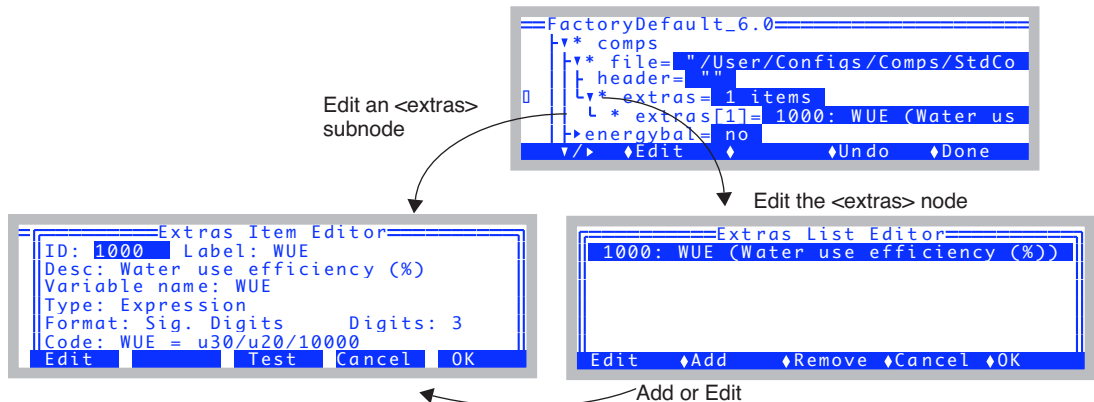 FactoryDefault_6.0
* comps
* file= "/User/Configs/Comps/StdCo
header= ""
* extras= 1 items
* extras[1]= 1000: WUE (Water us
energybal= no
Edit Undo Done
Edit an <extras>
subnode
Edit the <extras> node
Extras Item Editor
ID: 1000 Label: WUE
Desc: Water use efficiency (%)
Variable name: WUE
Type: Expression
Format: Sig. Digits Digits: 3
Code: WUE = u30/u20/10000
Edit Test Cancel OK
Extras List Editor
1000: WUE (Water use efficiency (%))
Edit Add Remove Cancel OK
Add or Edit